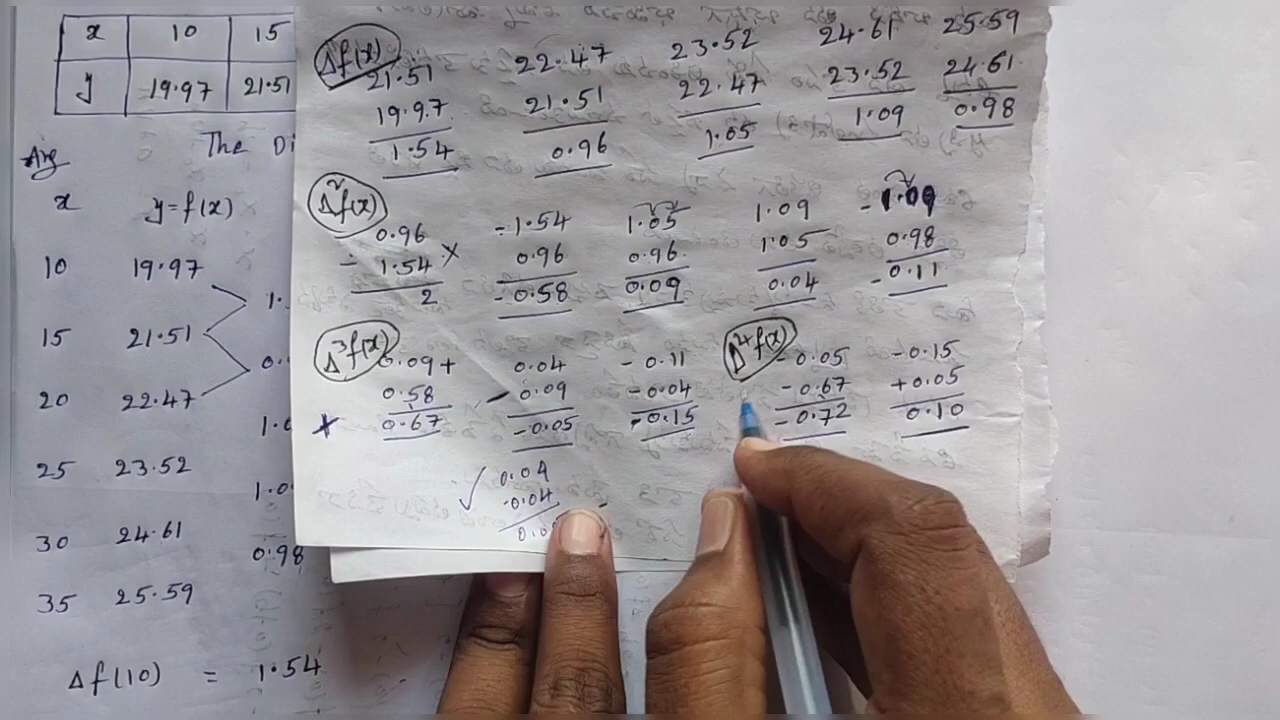 x 10 15
y 19.97 21.51
The Di
x y=f(x)
10 19.97
1.
15 21.51
0.
20 22.47
1.0
25 23.52
1.0
30 24.61
0.98
35 25.59
Δf(10) = 1.54
Δf(x)
21.51 22.47 23.52 24.61 25.59
19.97 21.51 22.47 23.52 24.61
1.54 0.96 1.05 1.09 0.98
Δ²f(x)
0.96 -1.54 1.05 1.09 -1.09
- 1.54 x 0.96 0.96 1.05 0.98
2 -0.58 0.09 0.04 -0.11
Δ³f(x) Δ⁴f(x)
0.09+ 0.04 -0.11 -0.05 -0.15
0.58 - 0.09 -0.04 -0.67 +0.05
0.67 -0.05 -0.15 -0.72 0.10
✓ 0.04
-0.04